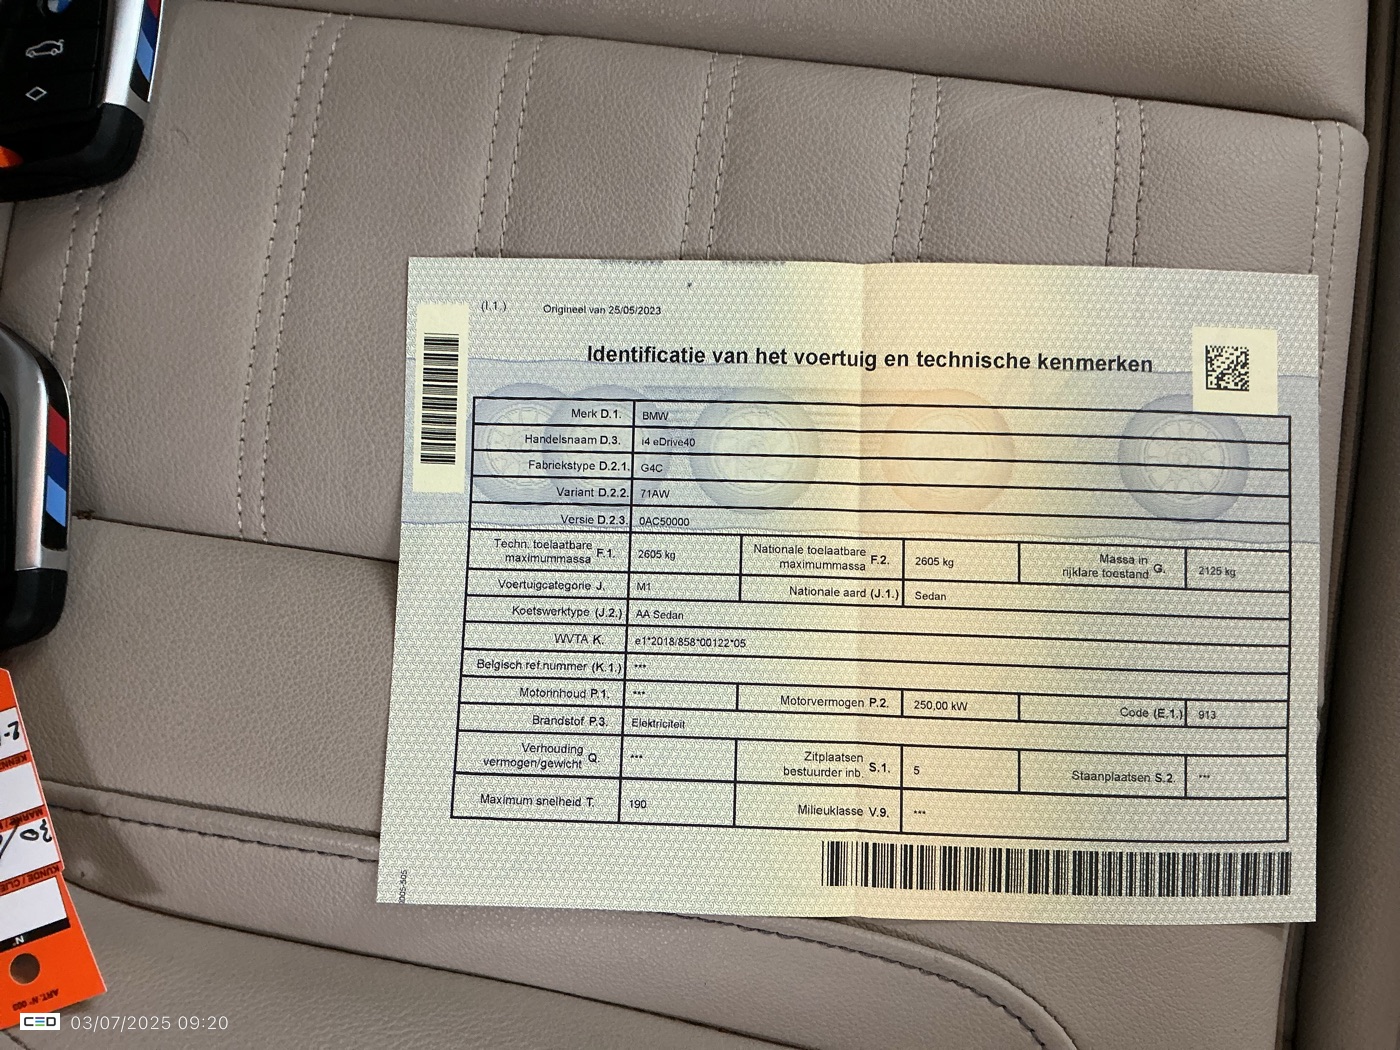 (I.1.) Origineel van 25/05/2023
Identificatie van het voertuig en technische kenmerken
Merk D.1. BMW
Handelsnaam D.3. i4 eDrive40
Fabriekstype D.2.1. G4C
Variant D.2.2. 71AW
Versie D.2.3. 0AC50000
Techn. toelaatbare maximummassa F.1. 2605 kg Nationale toelaatbare maximummassa F.2. 2605 kg Massa in rijklare toestand G. 2125 kg
Voertuigcategorie J. M1 Nationale aard (J.1.) Sedan
Koetswerktype (J.2.) AA Sedan
WVTA K. e1*2018/858*00122*05
Belgisch ref.nummer (K.1.) ***
Motorinhoud P.1. *** Motorvermogen P.2. 250,00 kW Code (E.1.) 913
Brandstof P.3. Elektriciteit
Verhouding vermogen/gewicht Q. *** Zitplaatsen bestuurder inb. S.1. 5 Staanplaatsen S.2. ***
Maximum snelheid T. 190 Milieuklasse V.9. ***
KUNDE / CLIE
N°
ART. N° 003
CED 03/07/2025 09:20